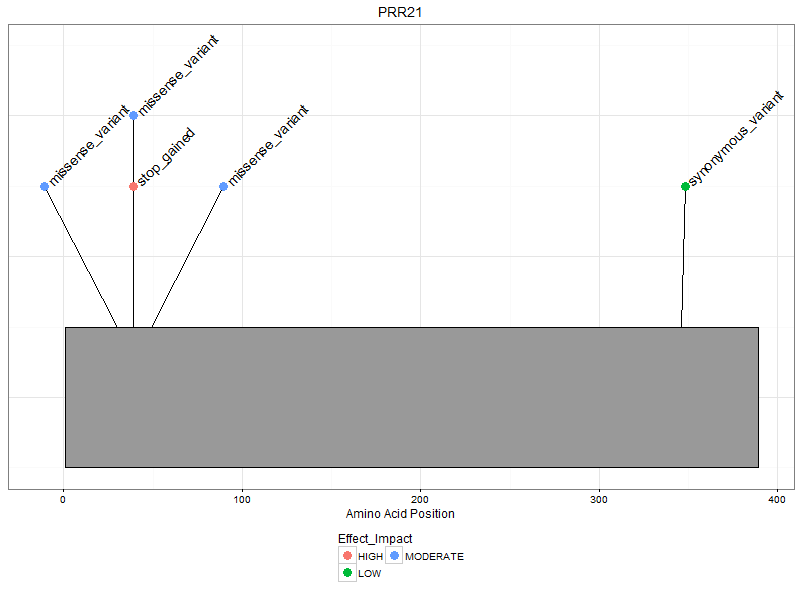 PRR21
missense_variant
missense_variant
stop_gained
missense_variant
synonymous_variant
0 100 200 300 400
Amino Acid Position
Effect_Impact
HIGH MODERATE
LOW